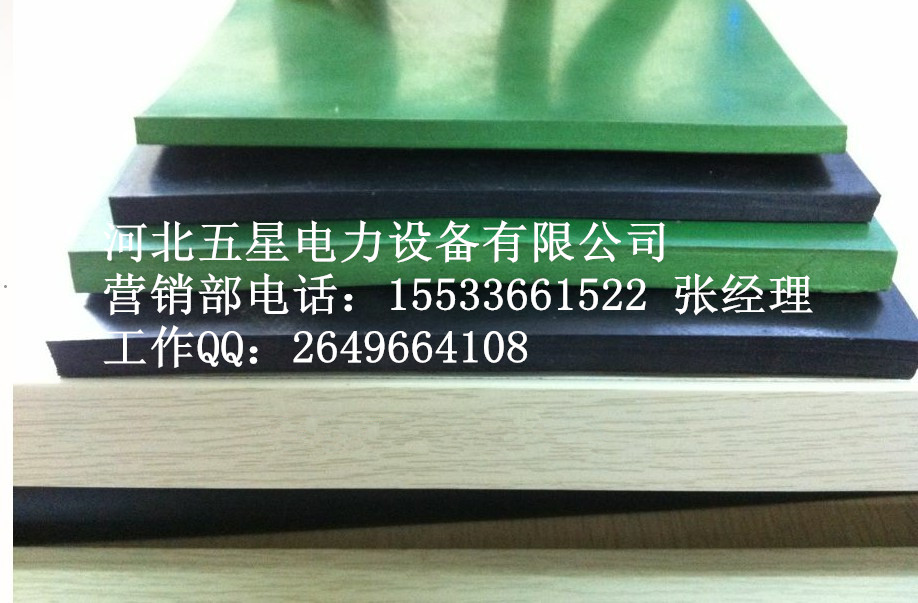 河北五星电力设备有限公司
营销部电话：15533661522 张经理
工作QQ：2649664108